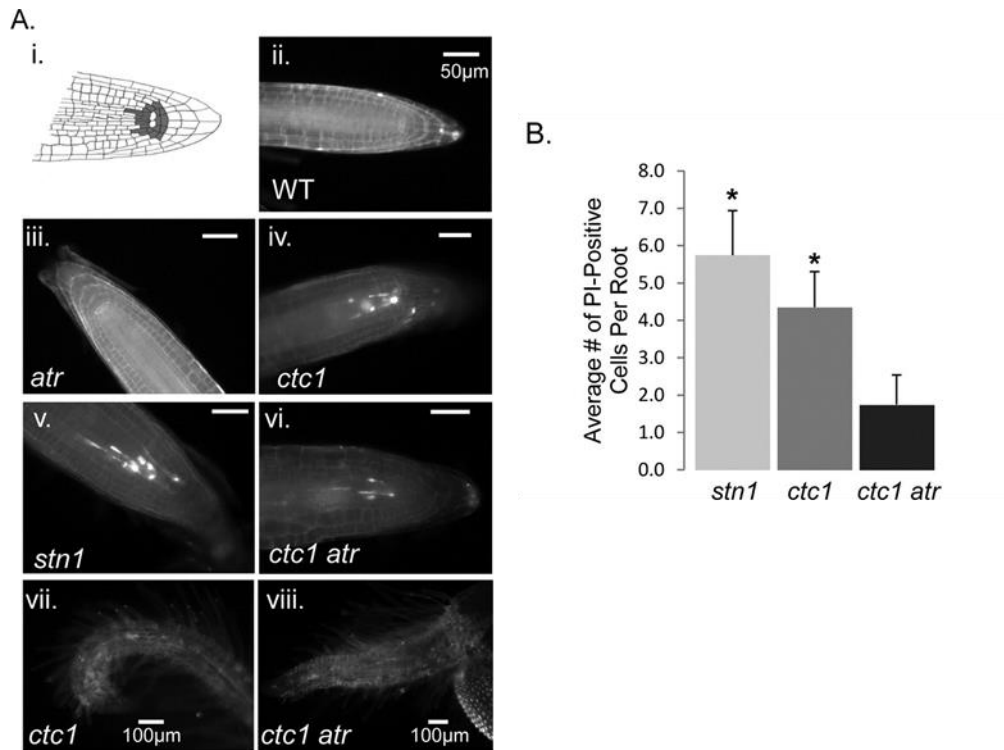 A.
i.
ii.
50μm
WT
iii.
atr
iv.
ctc1
v.
stn1
vi.
ctc1 atr
vii.
ctc1
100μm
viii.
ctc1 atr
100μm
B.
Average # of PI-Positive
Cells Per Root
8.0
7.0
6.0
5.0
4.0
3.0
2.0
1.0
0.0
*
*
stn1
ctc1
ctc1 atr